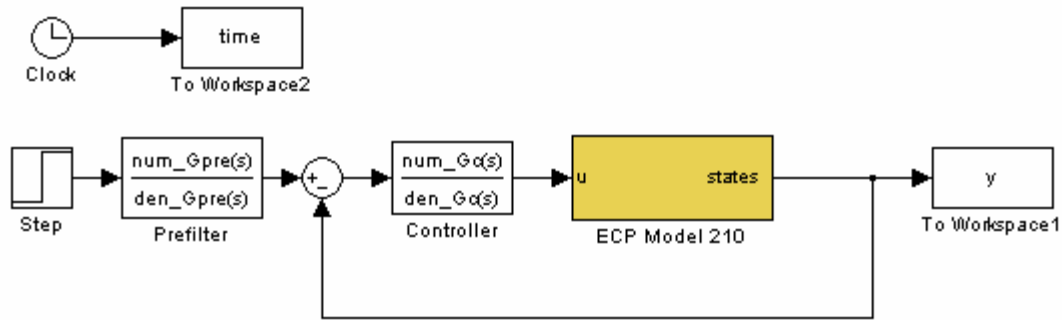 time
Clock
To Workspace2
num_Gpre(s)
den_Gpre(s)
+
-
num_Gc(s)
den_Gc(s)
u
states
y
Step
Prefilter
Controller
ECP Model 210
To Workspace1